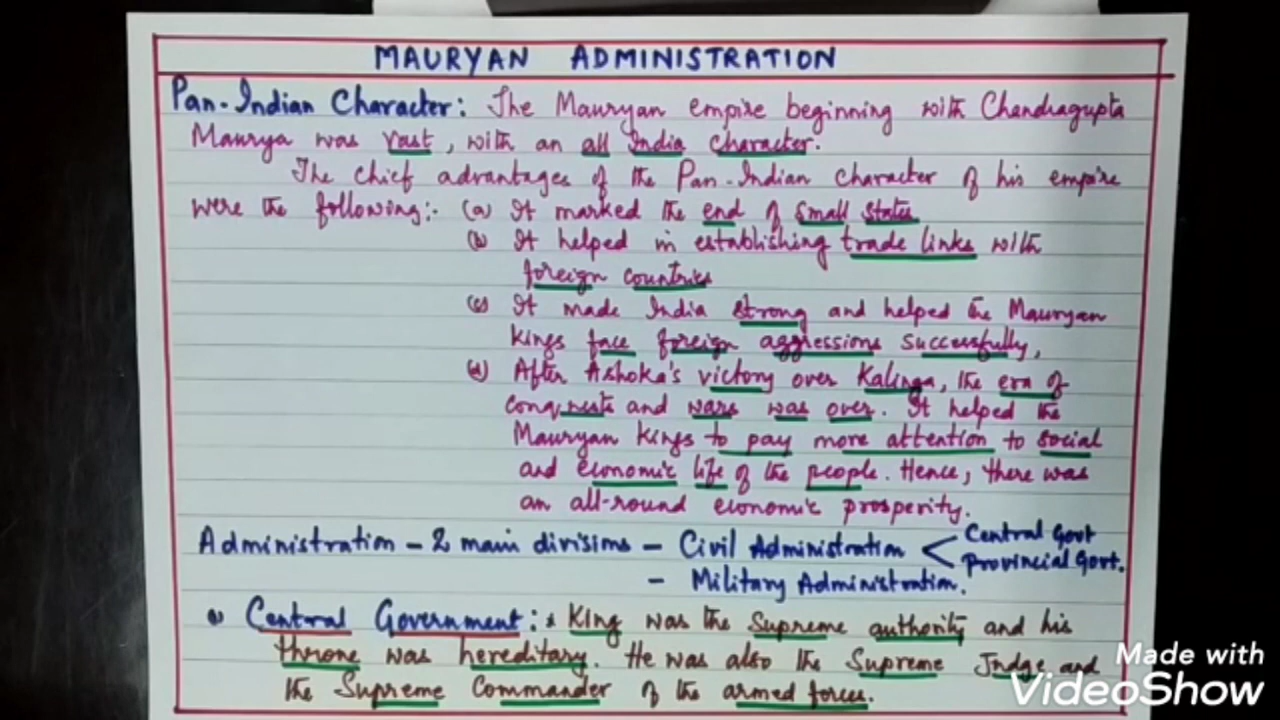 MAURYAN ADMINISTRATION
Pan-Indian Character: The Mauryan empire beginning with Chandragupta
Maurya was vast, with an all India character.
The chief advantages of the Pan-Indian character of his empire
were the following:- (a) It marked the end of small states
(b) It helped in establishing trade links with
foreign countries
(c) It made India strong and helped the Mauryan
kings face foreign aggressions successfully,
(d) After Ashoka's victory over Kalinga, the era of
conquests and wars was over. It helped the
Mauryan kings to pay more attention to social
and economic life of the people. Hence, there was
an all-round economic prosperity.
Administration - 2 main divisions - Civil Administration < Central Govt
Provincial Govt.
- Military Administration.
a) Central Government: * King was the Supreme authority and his
throne was hereditary. He was also the Supreme Judge and
the Supreme Commander of the armed forces.
Made with
VideoShow